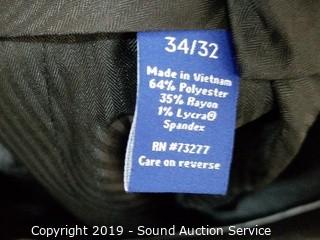 34/32
Made in Vietnam
64% Polyester
35% Rayon
1% Lycra®
Spandex
RN #73277
Care on reverse
Copyright 2019 - Sound Auction Service